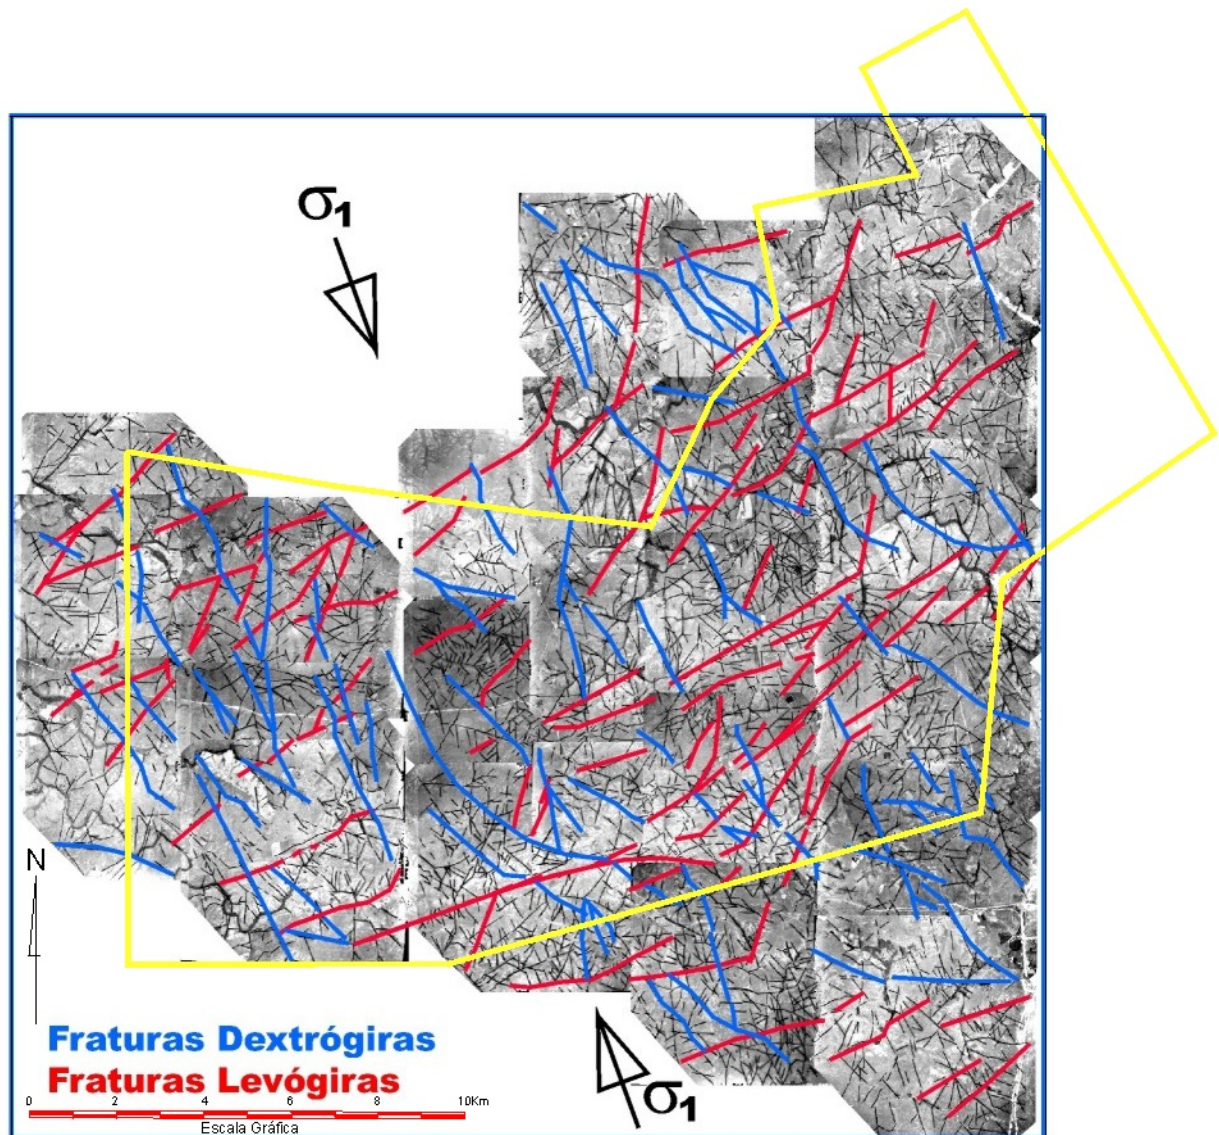 σ1
N
σ1
Fraturas Dextrógiras
Fraturas Levógiras
0 2 4 6 8 10Km
Escala Gráfica